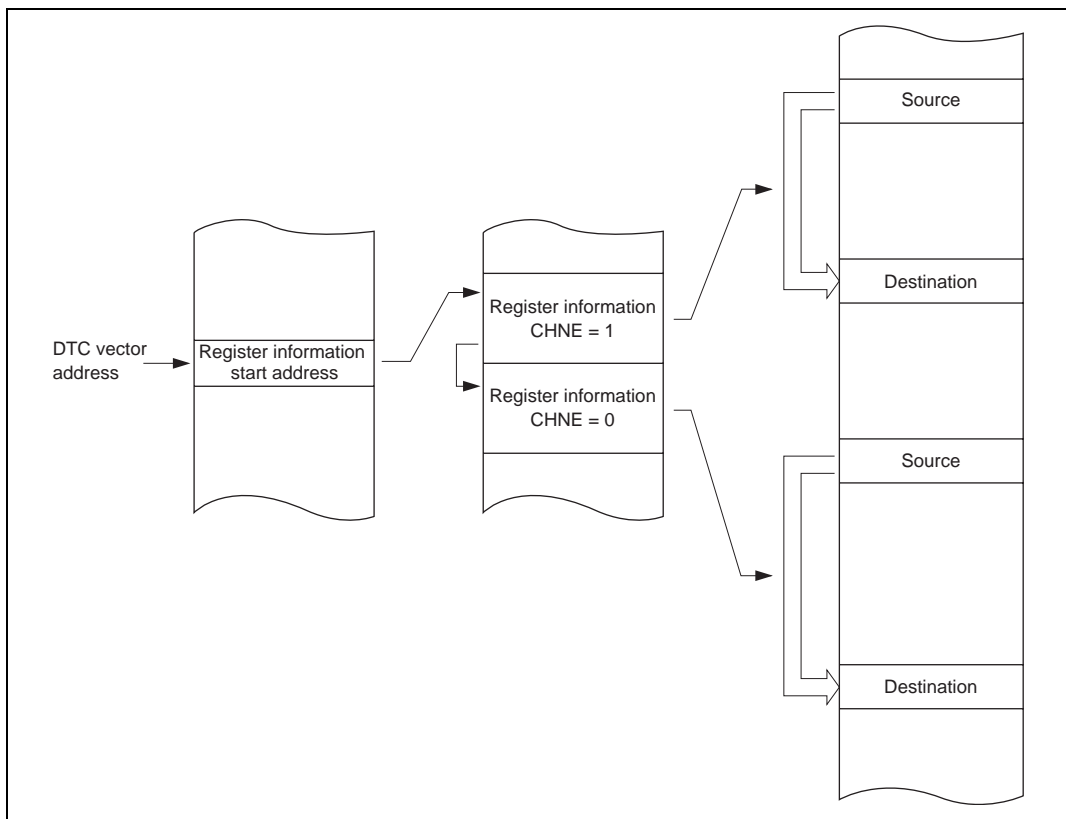 DTC vector
address
Register information
start address
Register information
CHNE = 1
Register information
CHNE = 0
Source
Destination
Source
Destination